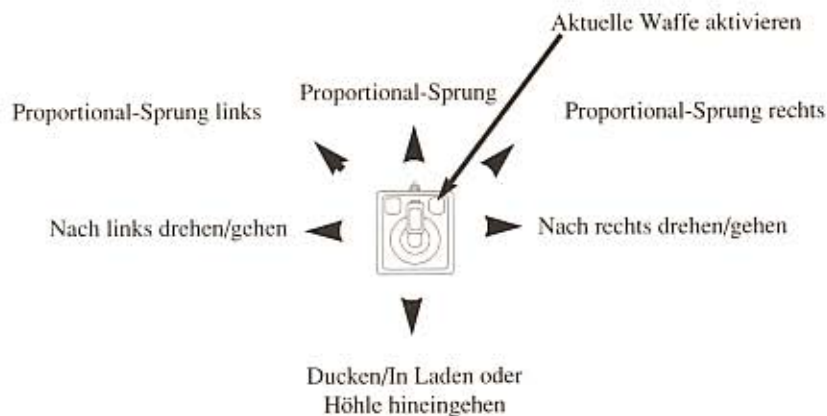 Aktuelle Waffe aktivieren
Proportional-Sprung
Proportional-Sprung links
Proportional-Sprung rechts
Nach links drehen/gehen
Nach rechts drehen/gehen
Ducken/In Laden oder
Höhle hineingehen